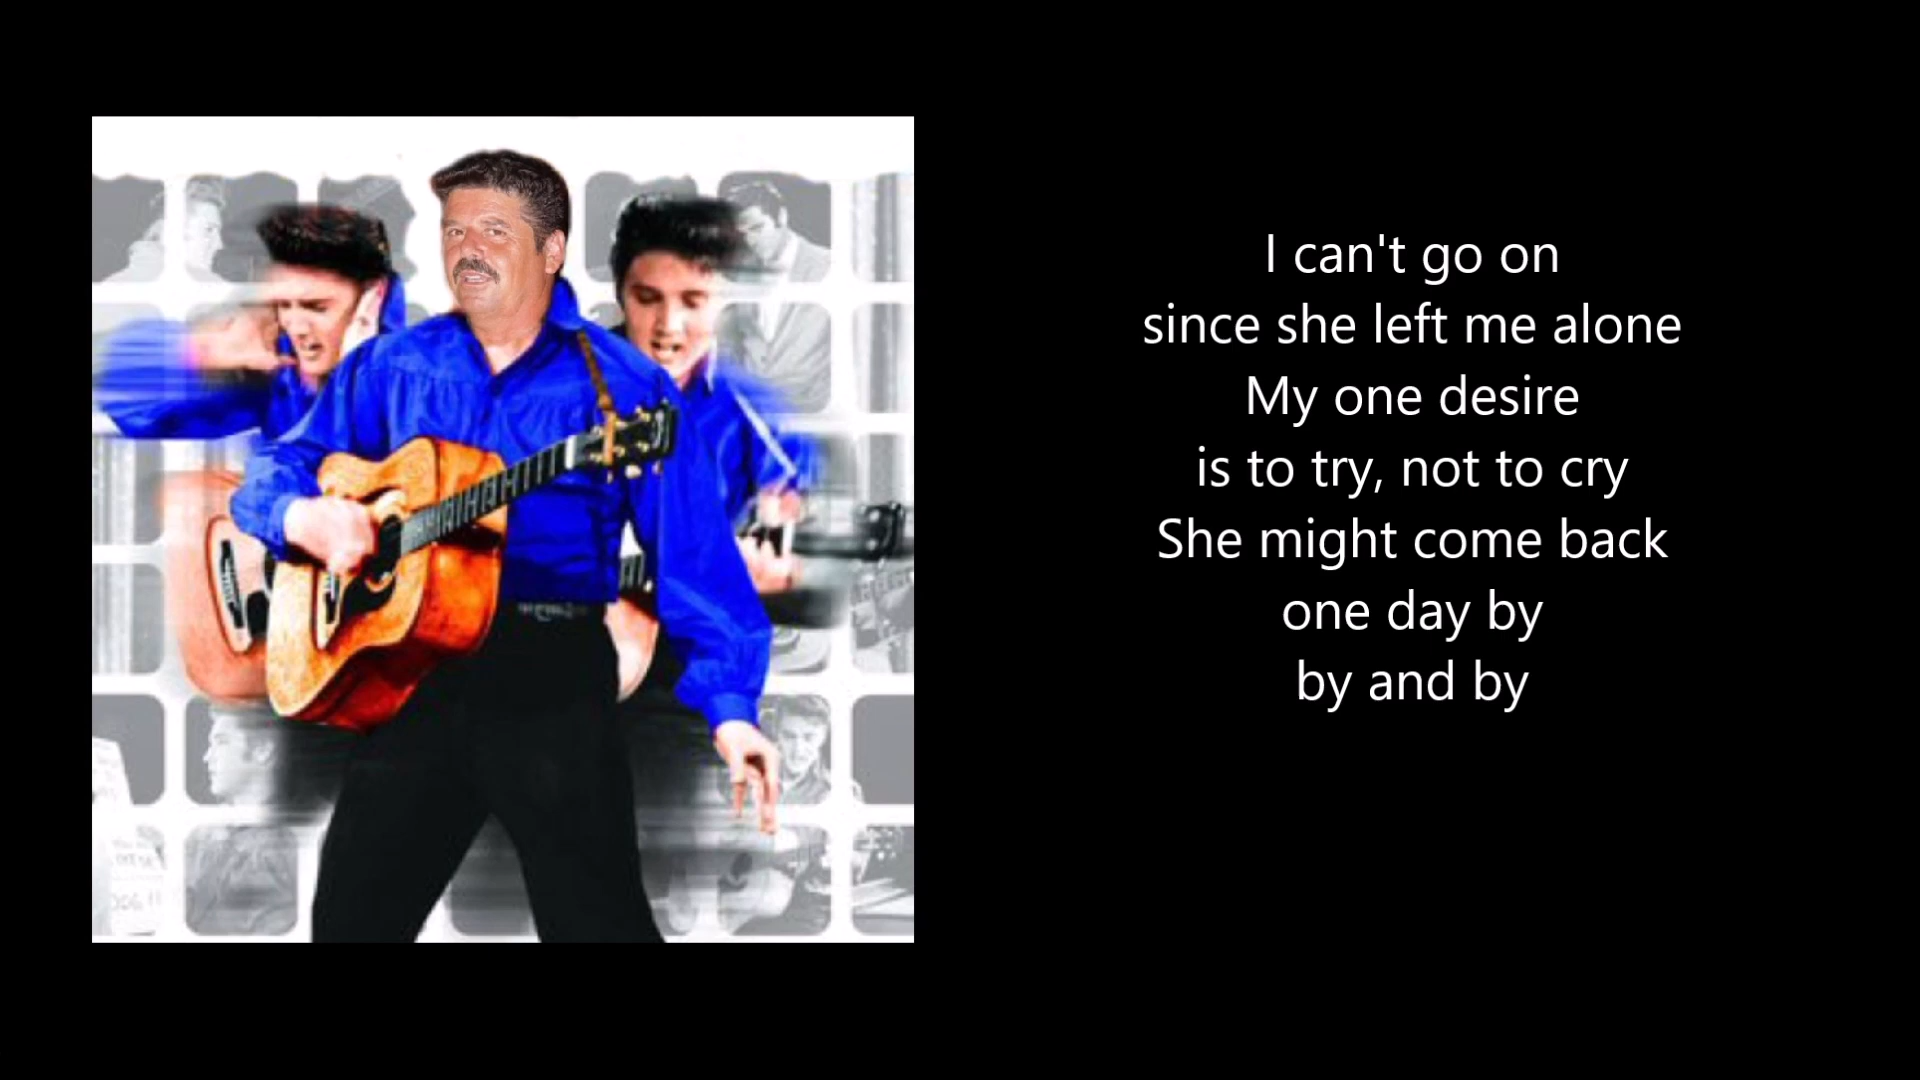 I can't go on
since she left me alone
My one desire
is to try, not to cry
She might come back
one day by
by and by